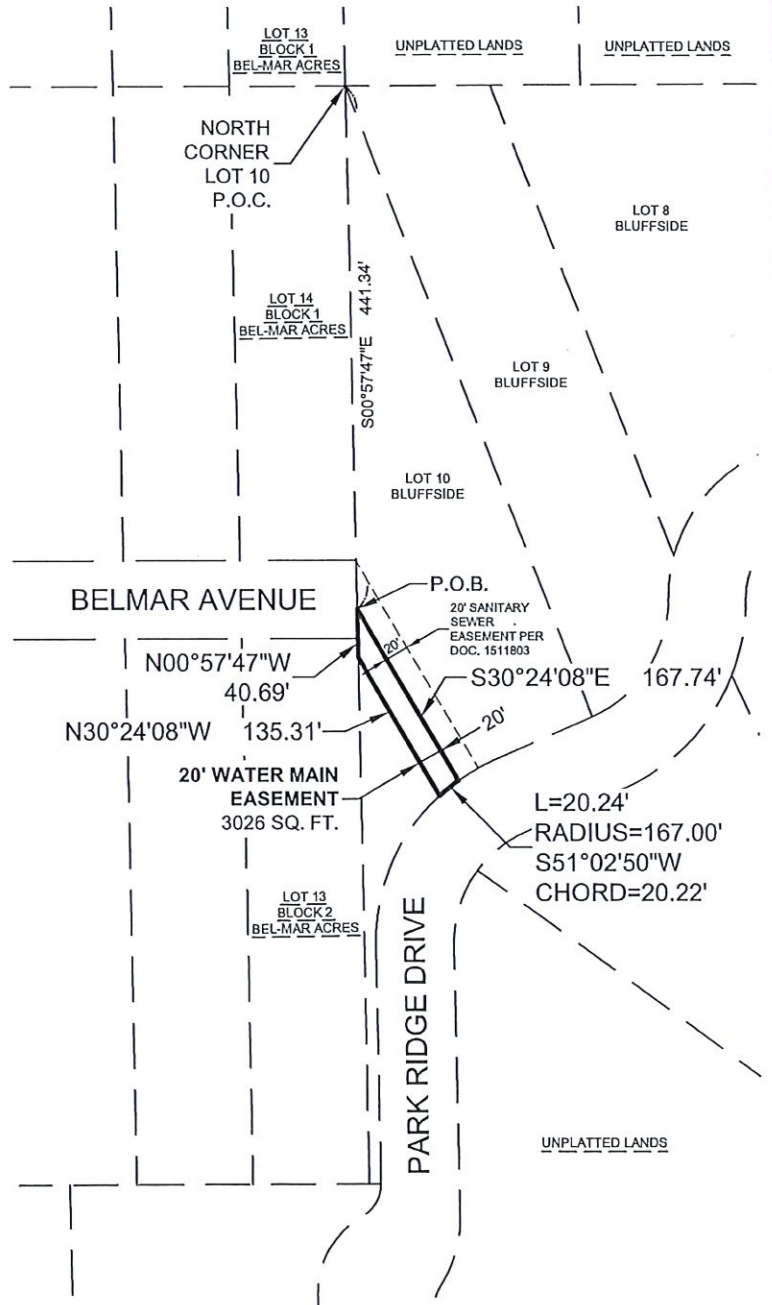 LOT 13
BLOCK 1
BEL-MAR ACRES
UNPLATTED LANDS
UNPLATTED LANDS
NORTH
CORNER
LOT 10
P.O.C.
LOT 8
BLUFFSIDE
LOT 14
BLOCK 1
BEL-MAR ACRES
S00°57'47"E 441.34'
LOT 9
BLUFFSIDE
LOT 10
BLUFFSIDE
BELMAR AVENUE
P.O.B.
20' SANITARY
SEWER
EASEMENT PER
DOC. 1511803
20'
N00°57'47"W
40.69'
S30°24'08"E 167.74'
N30°24'08"W 135.31'
20'
20' WATER MAIN
EASEMENT
3026 SQ. FT.
L=20.24'
RADIUS=167.00'
S51°02'50"W
CHORD=20.22'
LOT 13
BLOCK 2
BEL-MAR ACRES
PARK RIDGE DRIVE
UNPLATTED LANDS